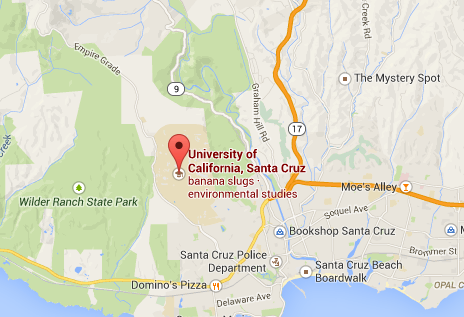 Creek Rd
Empire Grade
9
Graham Hill Rd
The Mystery Spot
17
University of
California, Santa Cruz
banana slugs ·
environmental studies
Moe's Alley
Wilder Ranch State Park
Soquel Ave
Bookshop Santa Cruz
Brommer St
Santa Cruz Police
Department
Santa Cruz Beach
Boardwalk
OPAL C
Domino's Pizza
Delaware Ave
Creek